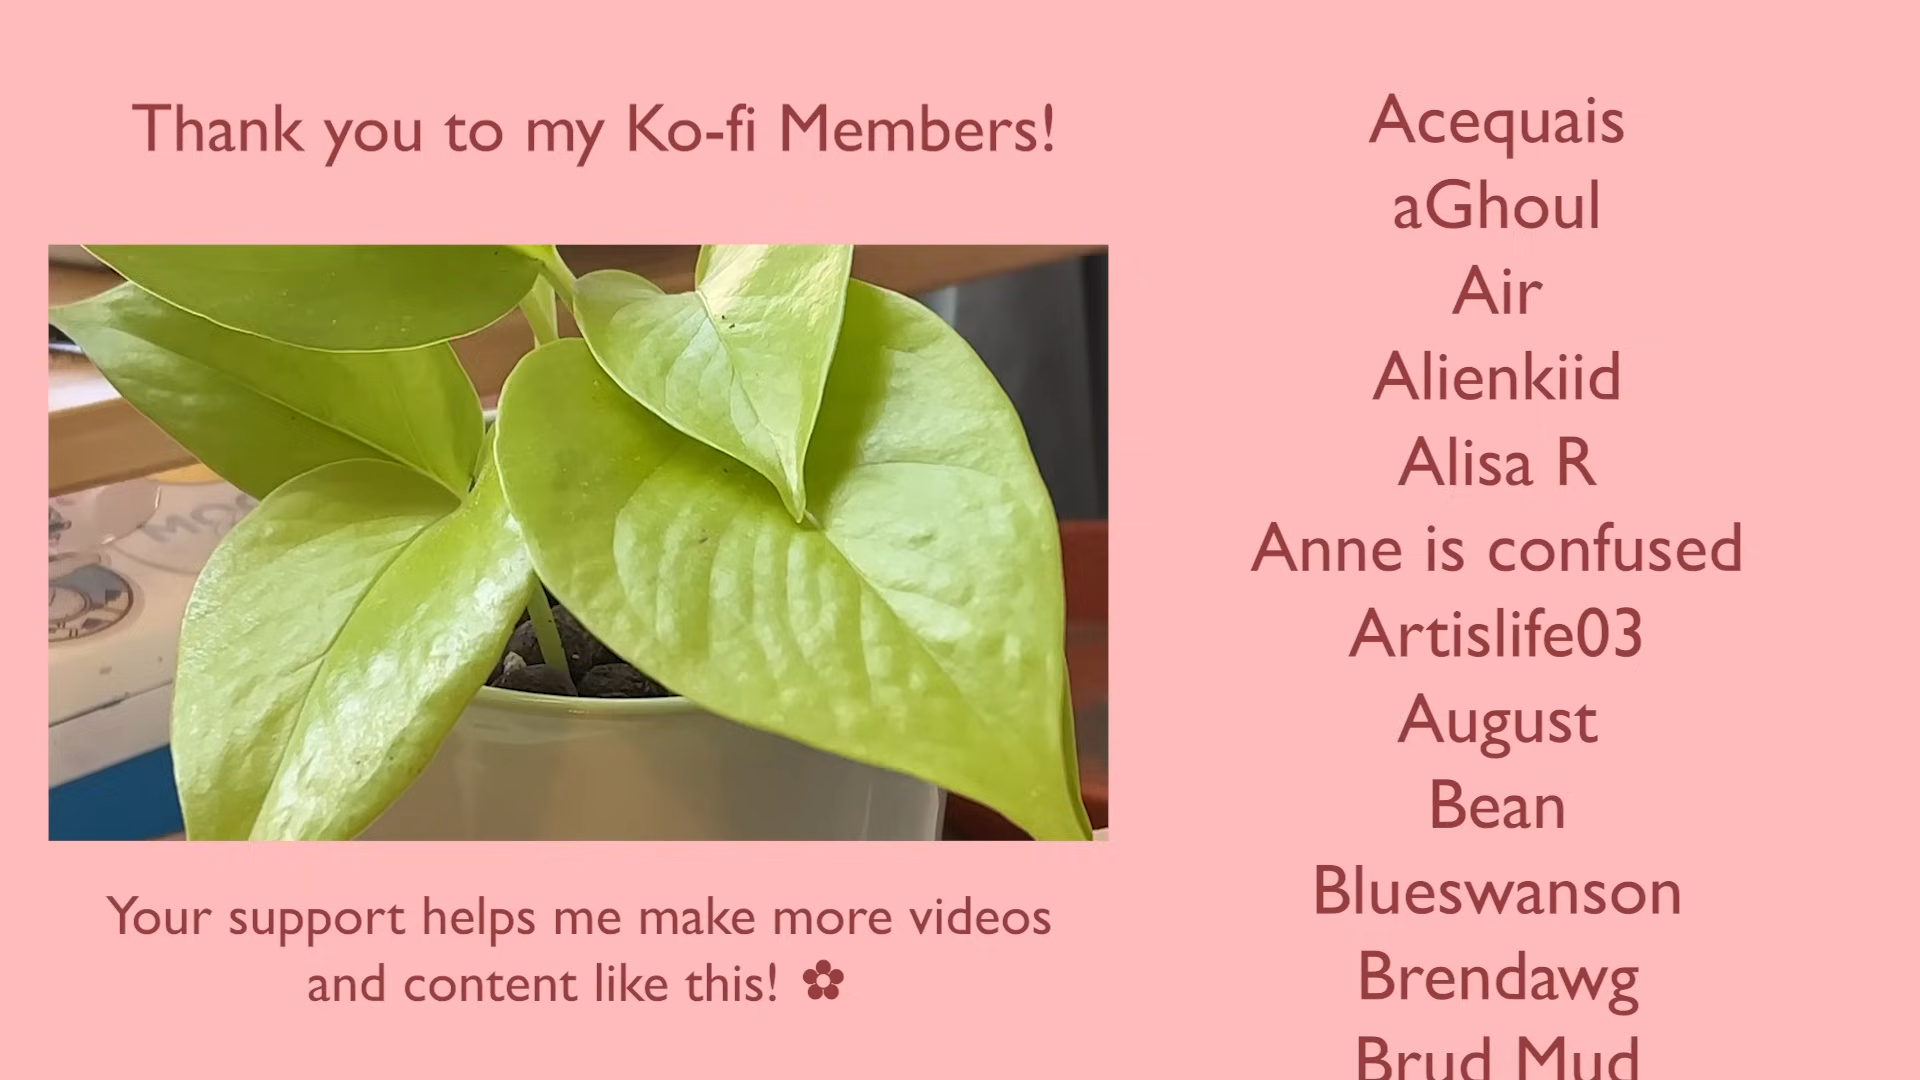 Thank you to my Ko-fi Members!
Your support helps me make more videos
and content like this! ✿
Acequais
aGhoul
Air
Alienkiid
Alisa R
Anne is confused
Artislife03
August
Bean
Blueswanson
Brendawg
Brud Mud